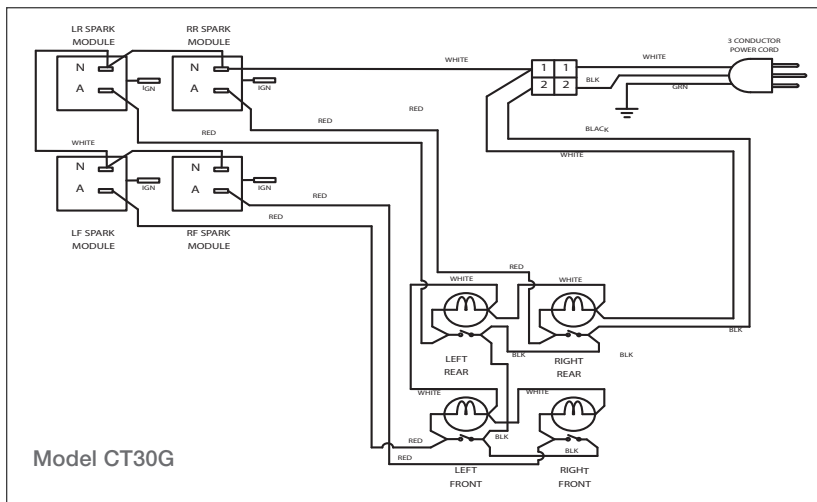 LR SPARK
MODULE
RR SPARK
MODULE
3 CONDUCTOR
POWER CORD
N
A
IGN
N
A
IGN
WHITE
1 1
2 2
WHITE
BLK
GRN
RED
RED
RED
BLACK
WHITE
WHITE
N
A
IGN
N
A
IGN
RED
RED
LF SPARK
MODULE
RF SPARK
MODULE
RED
WHITE
WHITE
BLK
BLK
BLK
LEFT
REAR
RIGHT
REAR
WHITE
WHITE
RED
BLK
RED
LEFT
FRONT
RIGHT
FRONT
Model CT30G